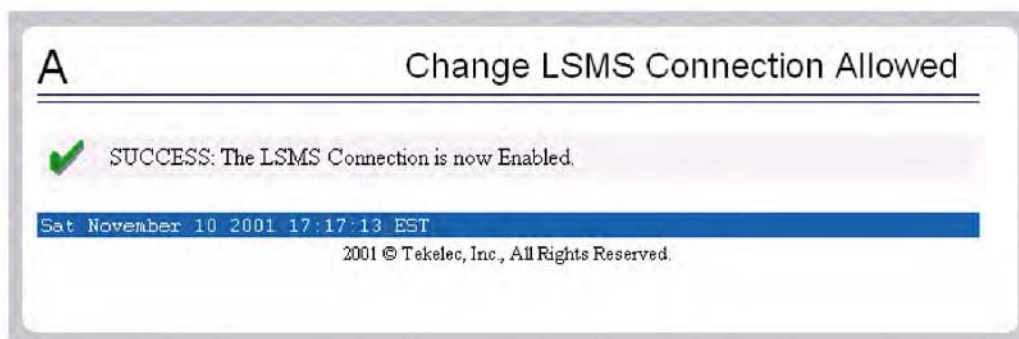 A
Change LSMS Connection Allowed
SUCCESS: The LSMS Connection is now Enabled.
Sat November 10 2001 17:17:13 EST
2001 © Tekelec, Inc., All Rights Reserved.